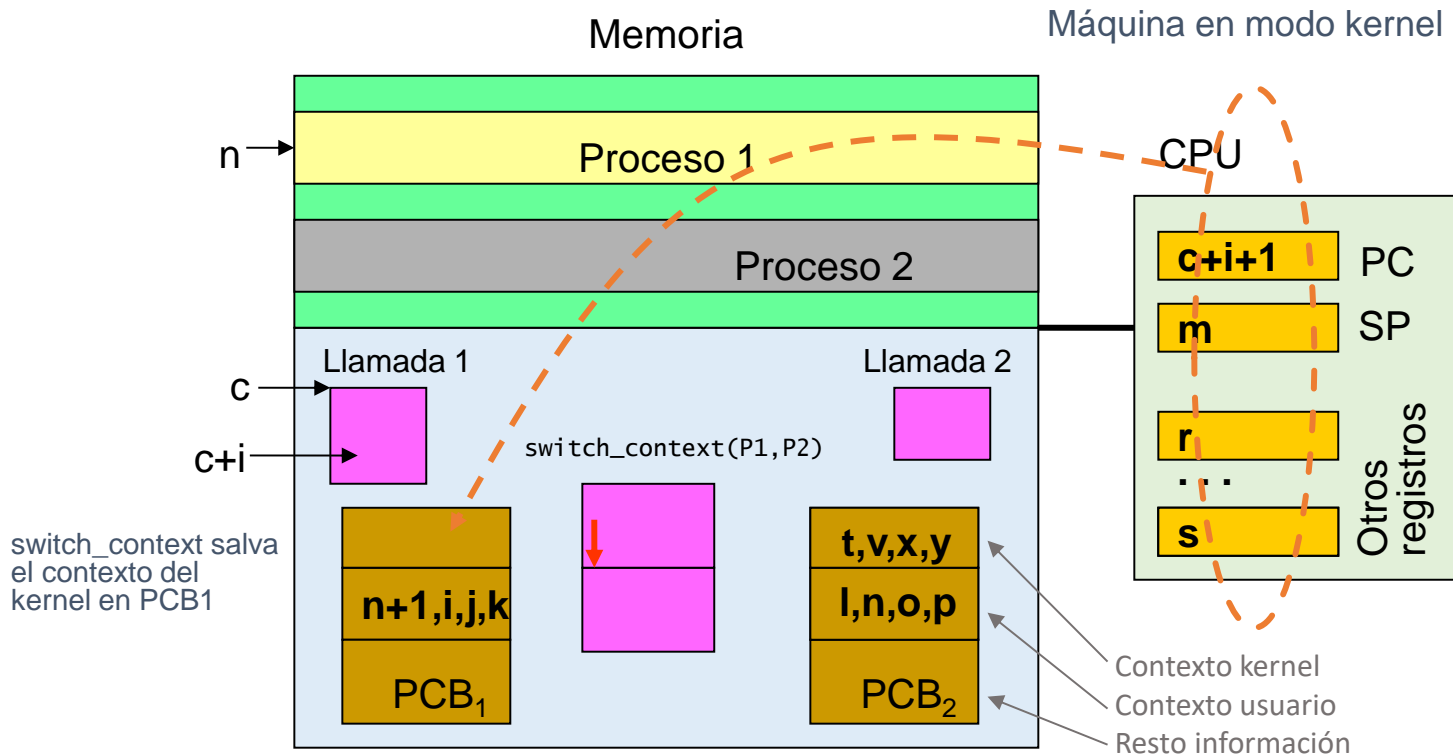 Memoria
Máquina en modo kernel
n
Proceso 1
CPU
Proceso 2
c+i+1
PC
m
SP
Llamada 1
Llamada 2
c
c+i
switch_context(P1,P2)
r
. . .
s
Otros
registros
switch_context salva
el contexto del
kernel en PCB1
t,v,x,y
n+1,i,j,k
l,n,o,p
PCB1
PCB2
Contexto kernel
Contexto usuario
Resto información